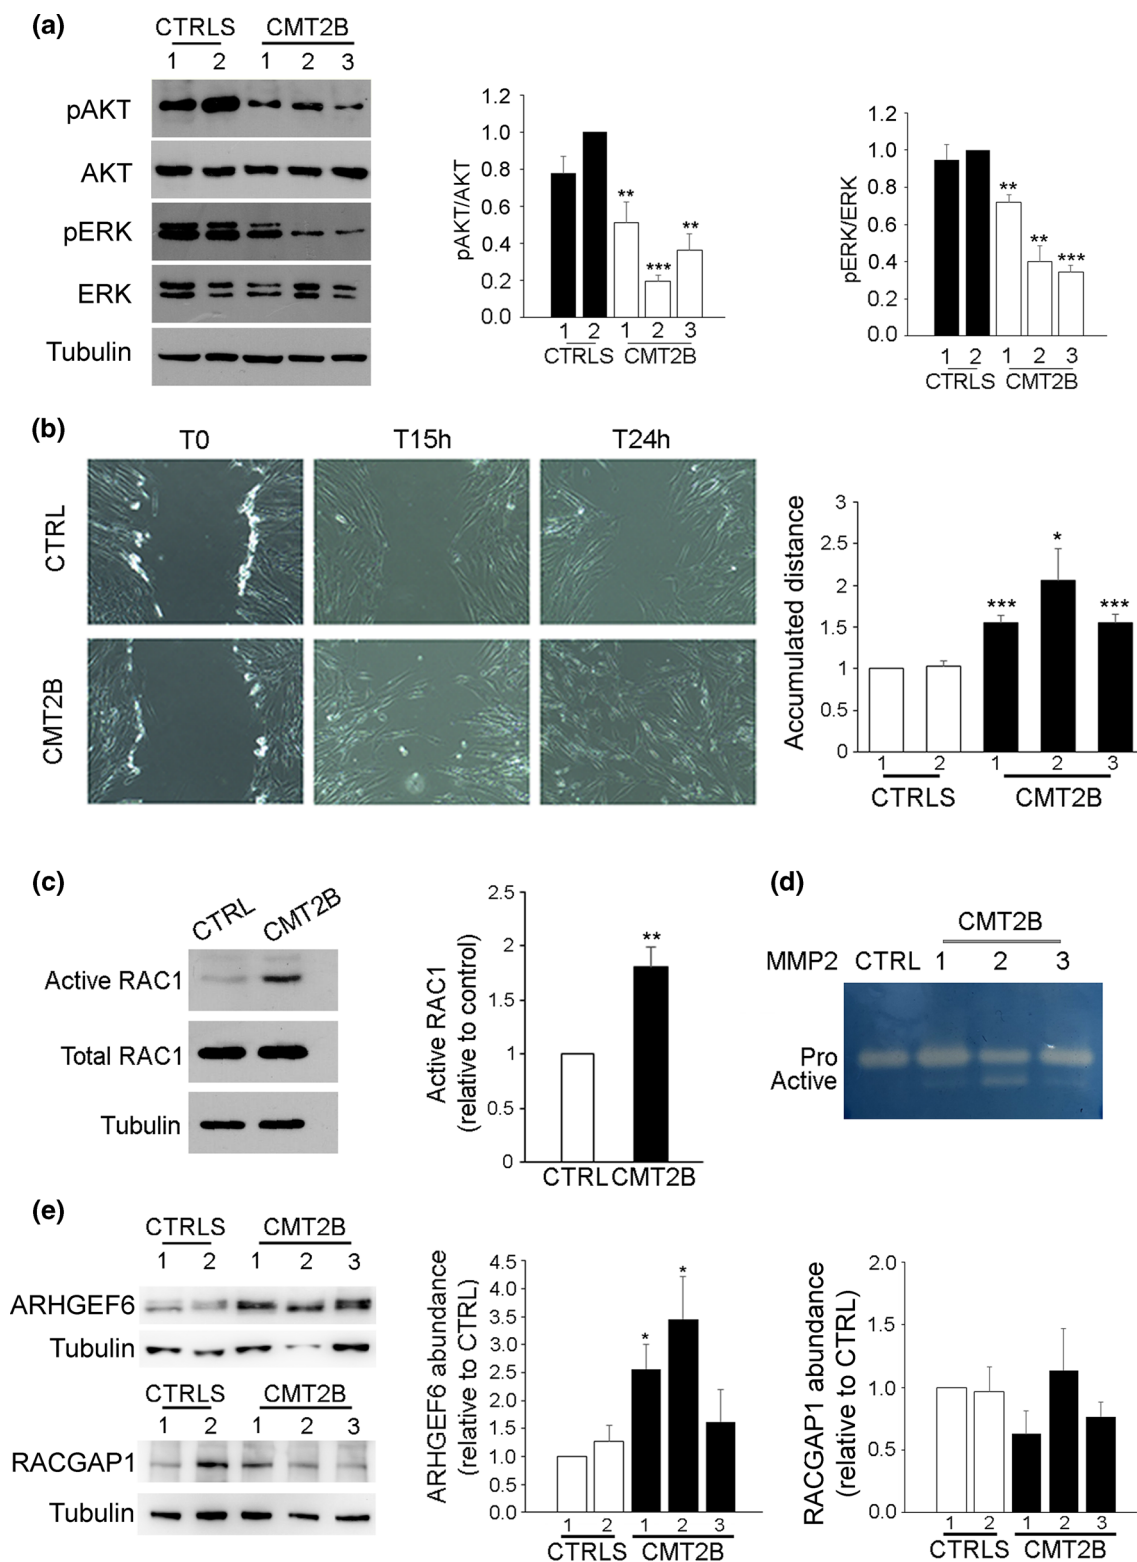 (a)
CTRLS CMT2B
1 2 1 2 3
pAKT
AKT
pERK
ERK
Tubulin
pAKT/AKT
1.2
1.0
0.8
0.6
0.4
0.2
0.0
** *** **
1 2 1 2 3
CTRLS CMT2B
pERK/ERK
1.2
1.0
0.8
0.6
0.4
0.2
0.0
** ** ***
1 2 1 2 3
CTRLS CMT2B
(b)
T0 T15h T24h
CTRL
CMT2B
Accumulated distance
3
2.5
2
1.5
1
0.5
0
*** * ***
1 2 1 2 3
CTRLS CMT2B
(c)
CTRL CMT2B
Active RAC1
Total RAC1
Tubulin
Active RAC1
(relative to control)
2.5
2
1.5
1
0.5
0
**
CTRL CMT2B
(d)
CMT2B
MMP2 CTRL 1 2 3
Pro
Active
(e)
CTRLS CMT2B
1 2 1 2 3
ARHGEF6
Tubulin
CTRLS CMT2B
1 2 1 2 3
RACGAP1
Tubulin
ARHGEF6 abundance
(relative to CTRL)
4.5
4.0
3.5
3.0
2.5
2.0
1.5
1.0
0.5
0.0
* *
1 2 1 2 3
CTRLS CMT2B
RACGAP1 abundance
(relative to CTRL)
2.0
1.5
1.0
0.5
0.0
1 2 1 2 3
CTRLS CMT2B